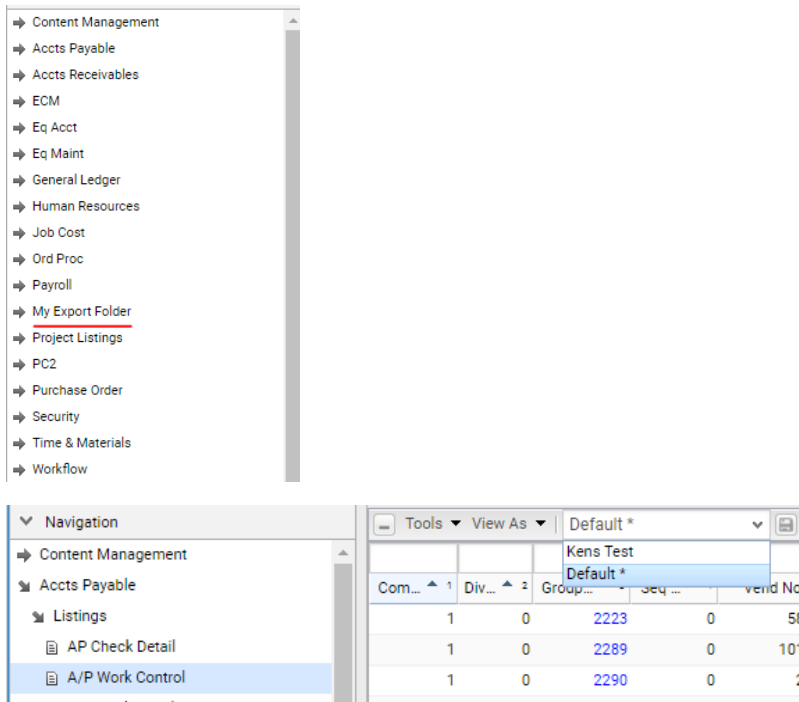 Content Management
Accts Payable
Accts Receivables
ECM
Eq Acct
Eq Maint
General Ledger
Human Resources
Job Cost
Ord Proc
Payroll
My Export Folder
Project Listings
PC2
Purchase Order
Security
Time & Materials
Workflow
Navigation
Content Management
Accts Payable
Listings
AP Check Detail
A/P Work Control
Tools View As Default *
Kens Test
Default *
Com... 1 Div... 2 Group... Seq ... Vend No
1 0 2223 0 58
1 0 2289 0 101
1 0 2290 0 2